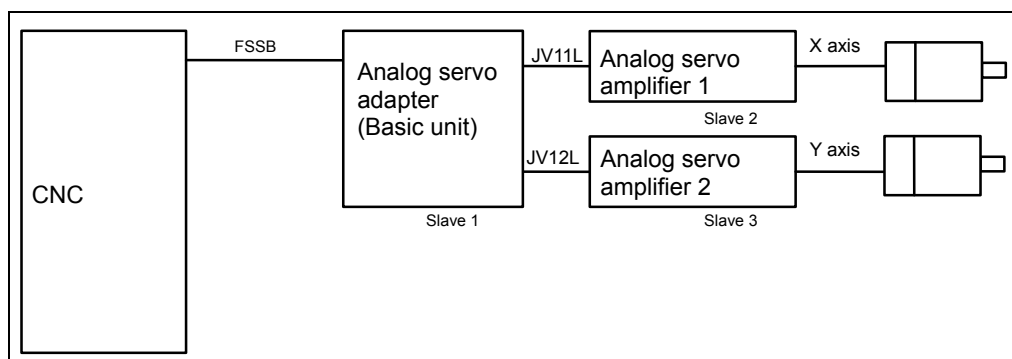 CNC
FSSB
Analog servo
adapter
(Basic unit)
Slave 1
JV11L
Analog servo
amplifier 1
Slave 2
X axis
JV12L
Analog servo
amplifier 2
Slave 3
Y axis